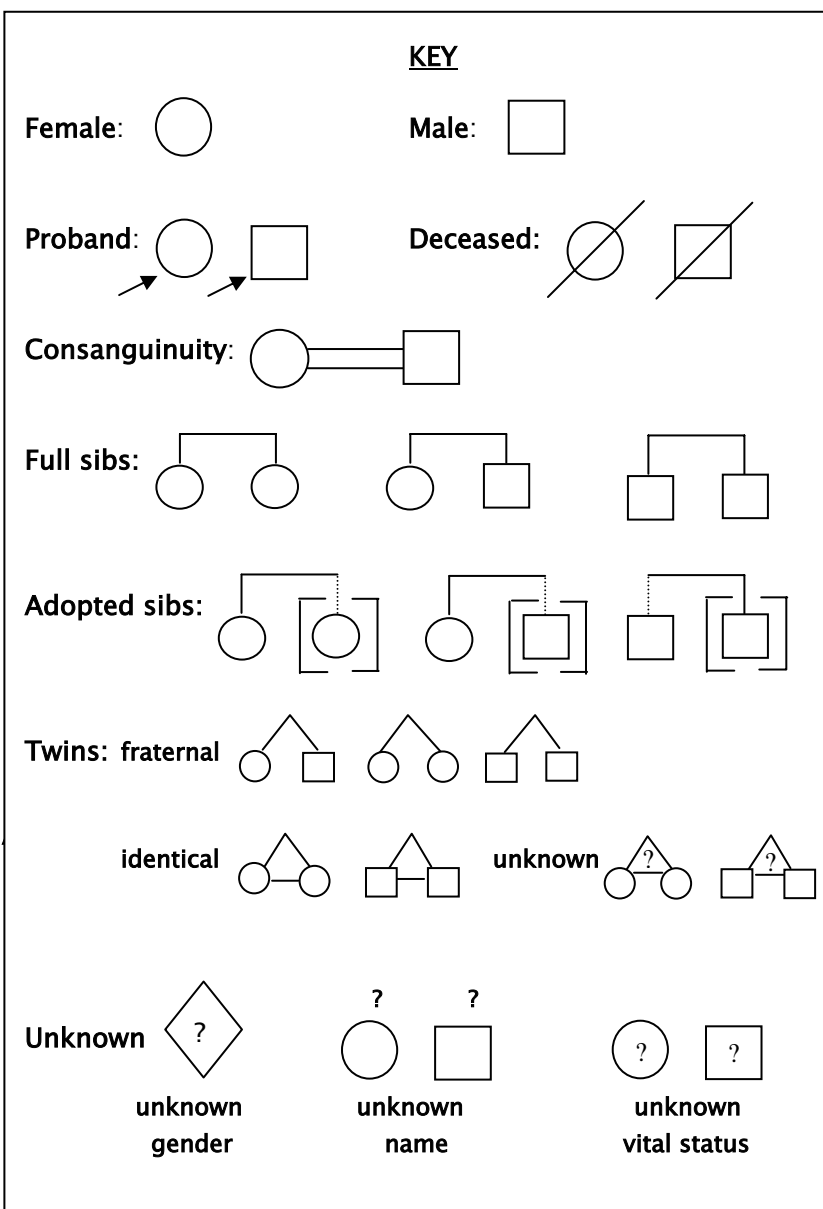 KEY
Female: Male:
Proband: Deceased:
Consanguinuity:
Full sibs:
Adopted sibs:
Twins: fraternal
identical unknown ? ?
? ?
Unknown ? ? ?
unknown unknown unknown
gender name vital status